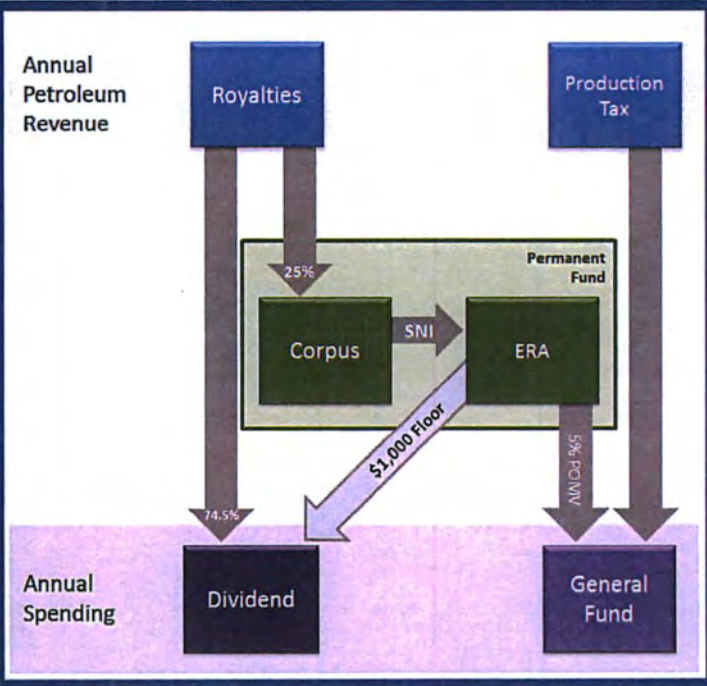 Annual
Petroleum
Revenue
Royalties
Production
Tax
25%
Permanent
Fund
Corpus
SNI
ERA
$1,000 Floor
5% POMV
74.5%
Annual
Spending
Dividend
General
Fund